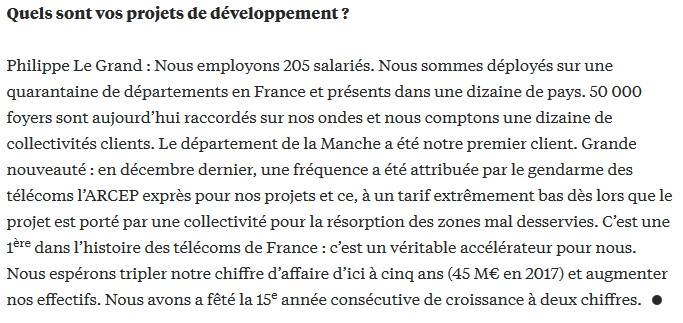 Quels sont vos projets de développement ?
Philippe Le Grand : Nous employons 205 salariés. Nous sommes déployés sur une
quarantaine de départements en France et présents dans une dizaine de pays. 50 000
foyers sont aujourd’hui raccordés sur nos ondes et nous comptons une dizaine de
collectivités clients. Le département de la Manche a été notre premier client. Grande
nouveauté : en décembre dernier, une fréquence a été attribuée par le gendarme des
télécoms l’ARCEP exprès pour nos projets et ce, à un tarif extrêmement bas dès lors que le
projet est porté par une collectivité pour la résorption des zones mal desservies. C’est une
1ère dans l’histoire des télécoms de France : c’est un véritable accélérateur pour nous.
Nous espérons tripler notre chiffre d’affaire d’ici à cinq ans (45 M€ en 2017) et augmenter
nos effectifs. Nous avons a fêté la 15e année consécutive de croissance à deux chiffres. ●